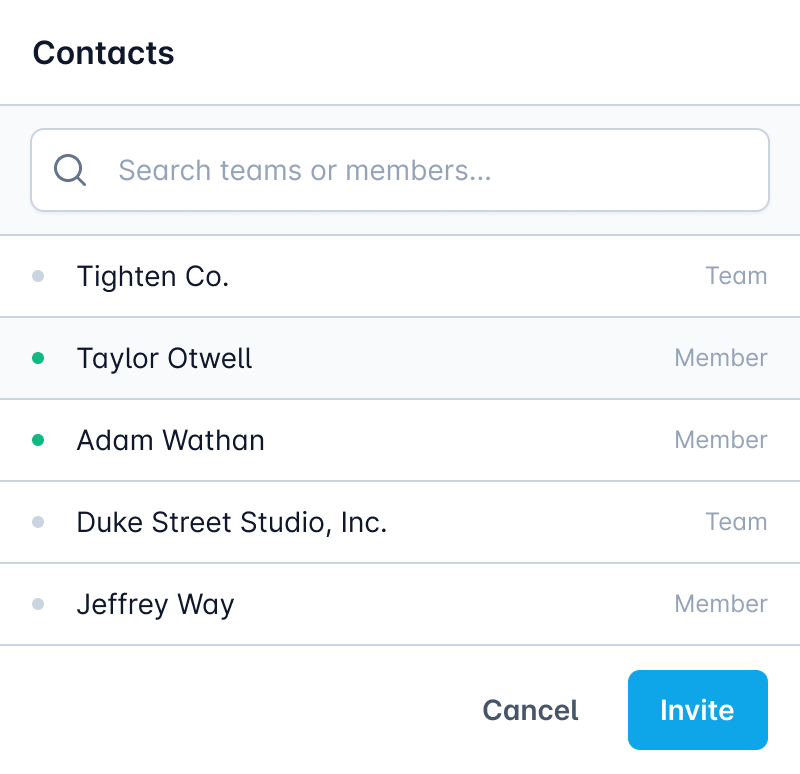 Contacts
Search teams or members...
Tighten Co. Team
Taylor Otwell Member
Adam Wathan Member
Duke Street Studio, Inc. Team
Jeffrey Way Member
Cancel Invite